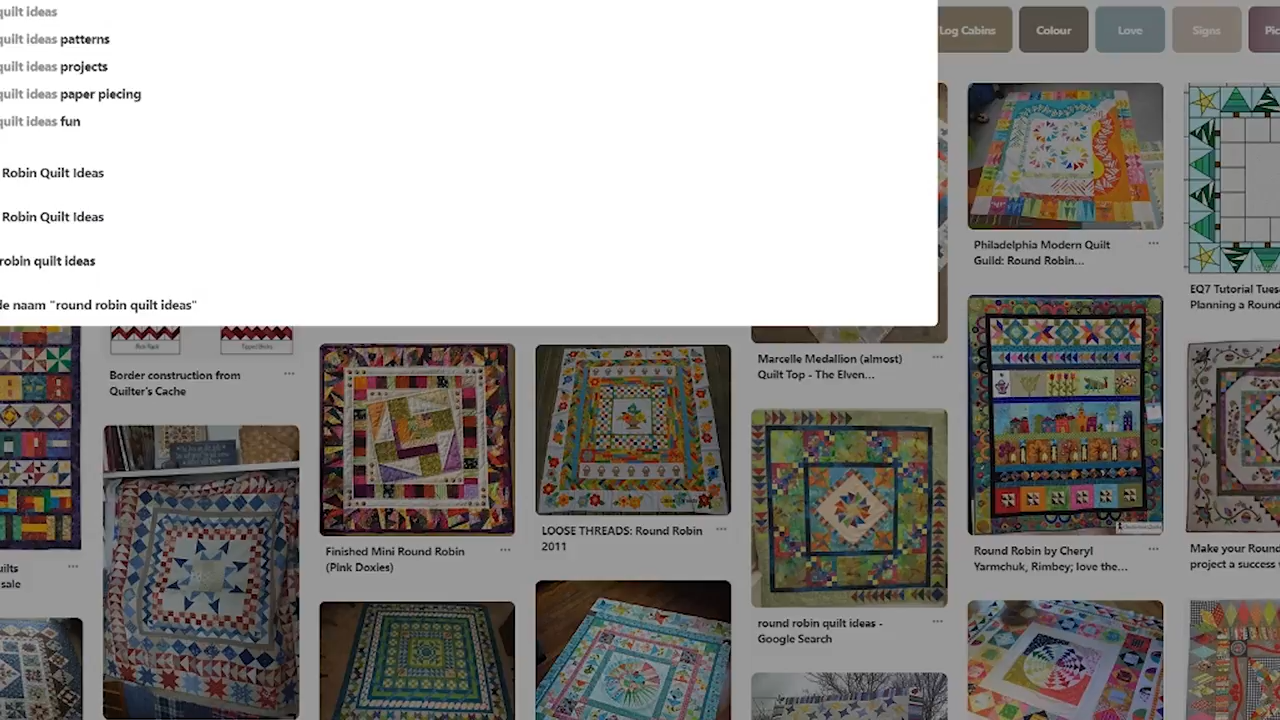 quilt ideas
quilt ideas patterns
quilt ideas projects
quilt ideas paper piecing
quilt ideas fun
Robin Quilt Ideas
Robin Quilt Ideas
robin quilt ideas
de naam "round robin quilt ideas"
Log Cabins
Colour
Love
Signs
Pic
Border construction from
Quilter's Cache
Finished Mini Round Robin
(Pink Doxies)
LOOSE THREADS: Round Robin
2011
Marcelle Medallion (almost)
Quilt Top - The Elven...
round robin quilt ideas -
Google Search
Philadelphia Modern Quilt
Guild: Round Robin...
Round Robin by Cheryl
Yarmchuk, Rimbey; love the...
EQ7 Tutorial Tues
Planning a Round
Make your Round
project a success
uilts
sale